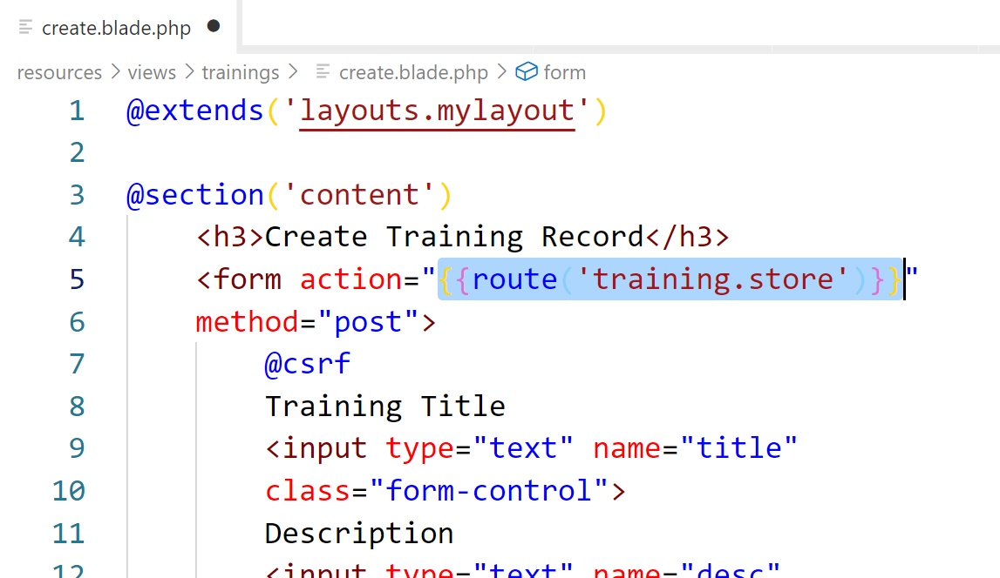 create.blade.php
resources > views > trainings > create.blade.php > form
1 @extends('layouts.mylayout')
2
3 @section('content')
4 <h3>Create Training Record</h3>
5 <form action="{{route('training.store')}}"
6 method="post">
7 @csrf
8 Training Title
9 <input type="text" name="title"
10 class="form-control">
11 Description
12 <input type="text" name="desc"